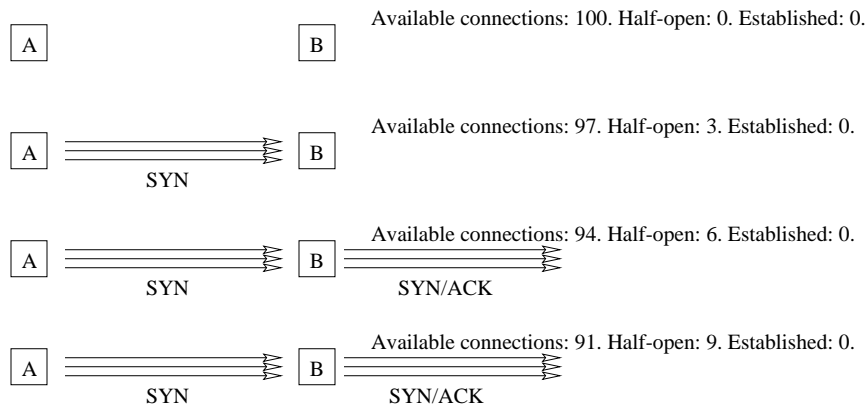 Available connections: 100. Half-open: 0. Established: 0.
A
B
Available connections: 97. Half-open: 3. Established: 0.
A
B
SYN
Available connections: 94. Half-open: 6. Established: 0.
A
B
SYN
SYN/ACK
Available connections: 91. Half-open: 9. Established: 0.
A
B
SYN
SYN/ACK